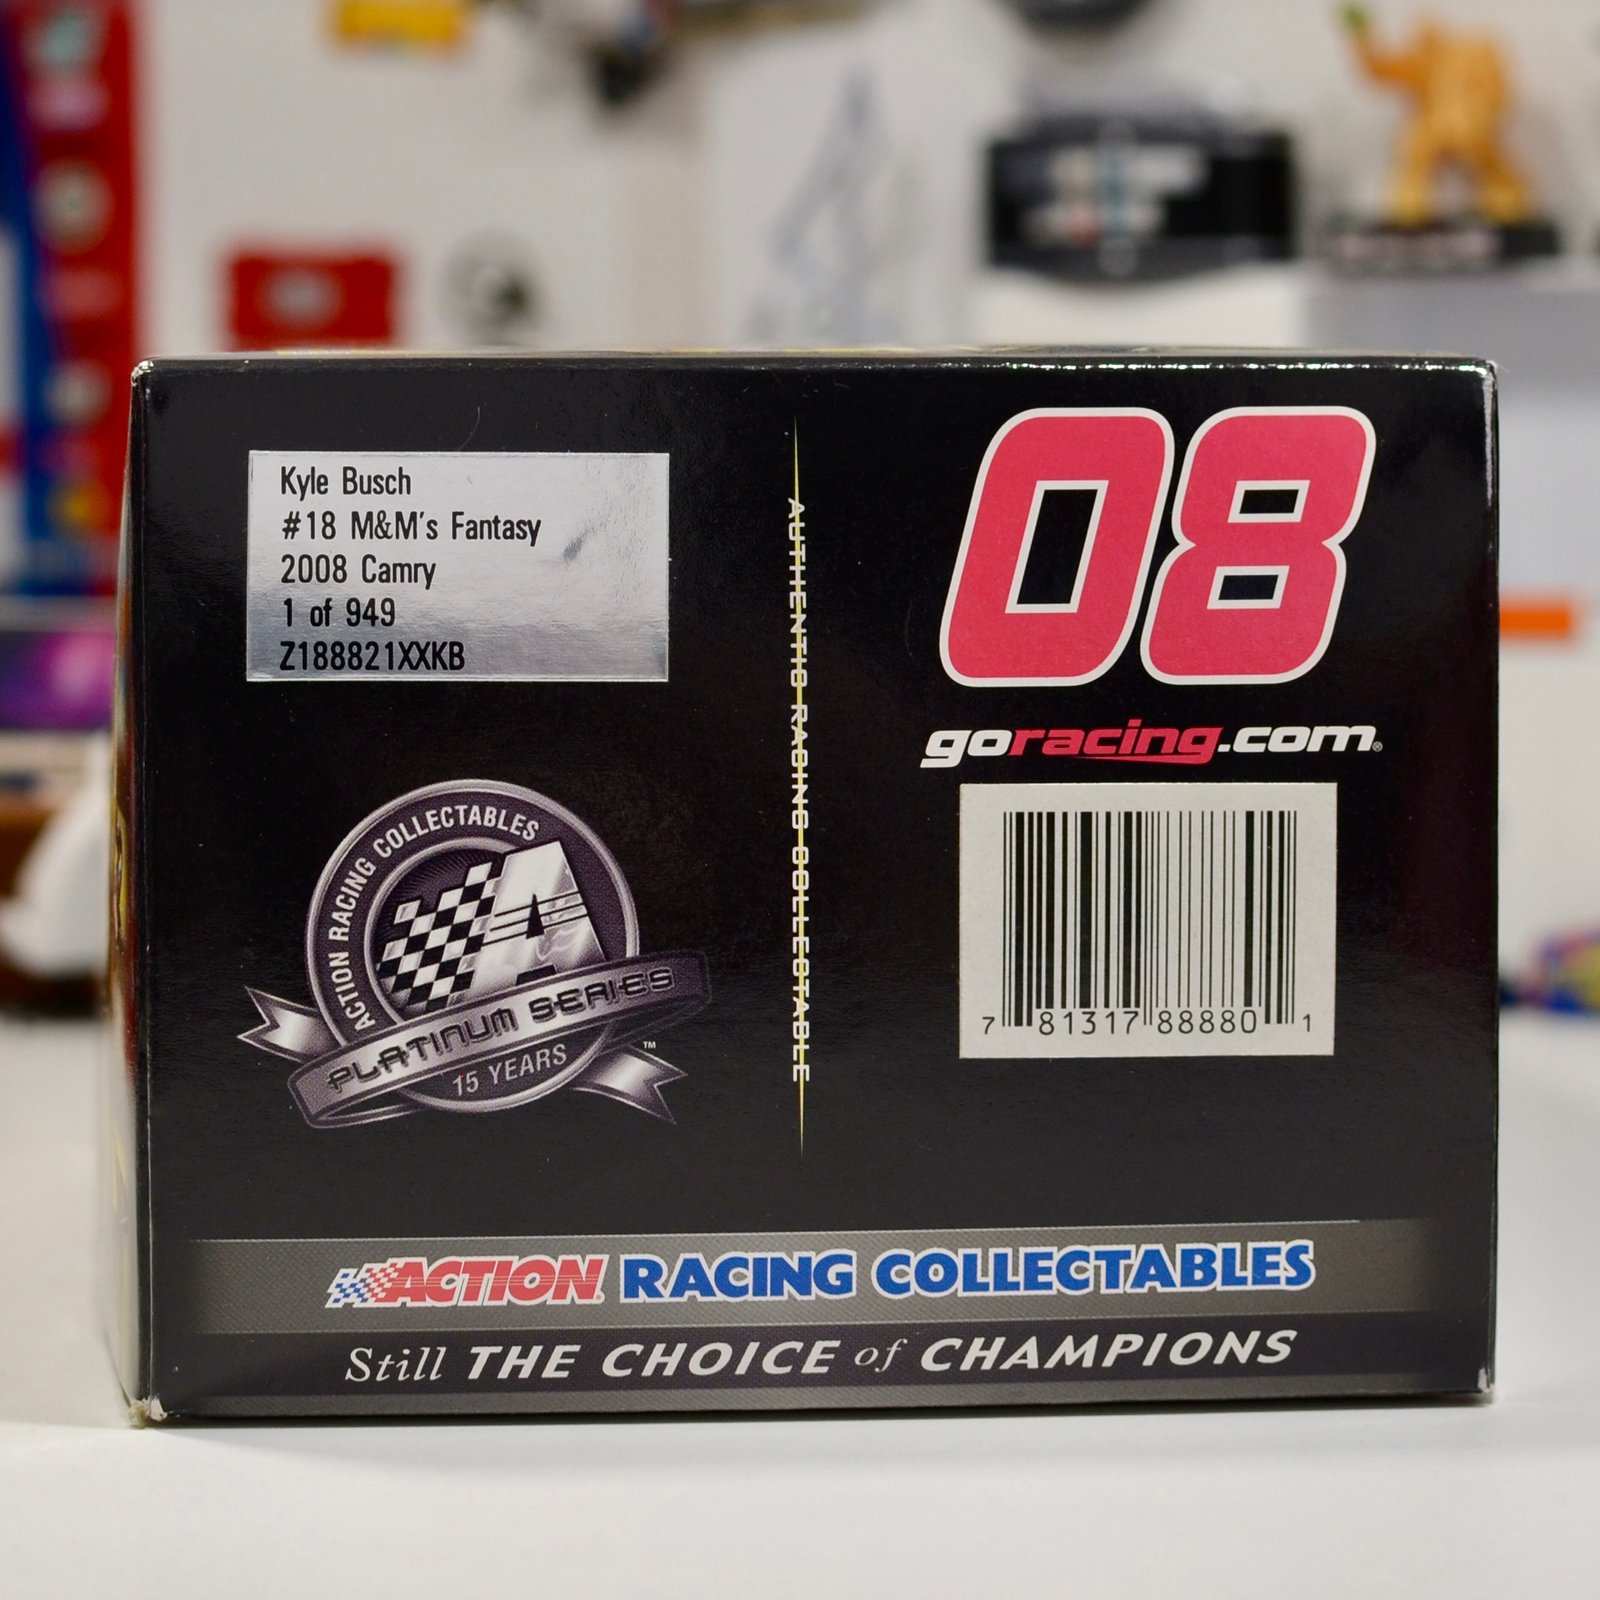 Kyle Busch
#18 M&M's Fantasy
2008 Camry
1 of 949
Z188821XXKB
ACTION RACING COLLECTABLES
A
PLATINUM SERIES
15 YEARS
™
AUTHENTIC RACING COLLECTABLE
08
goracing.com®
7 81317 88880 1
ACTION RACING COLLECTABLES
Still THE CHOICE of CHAMPIONS